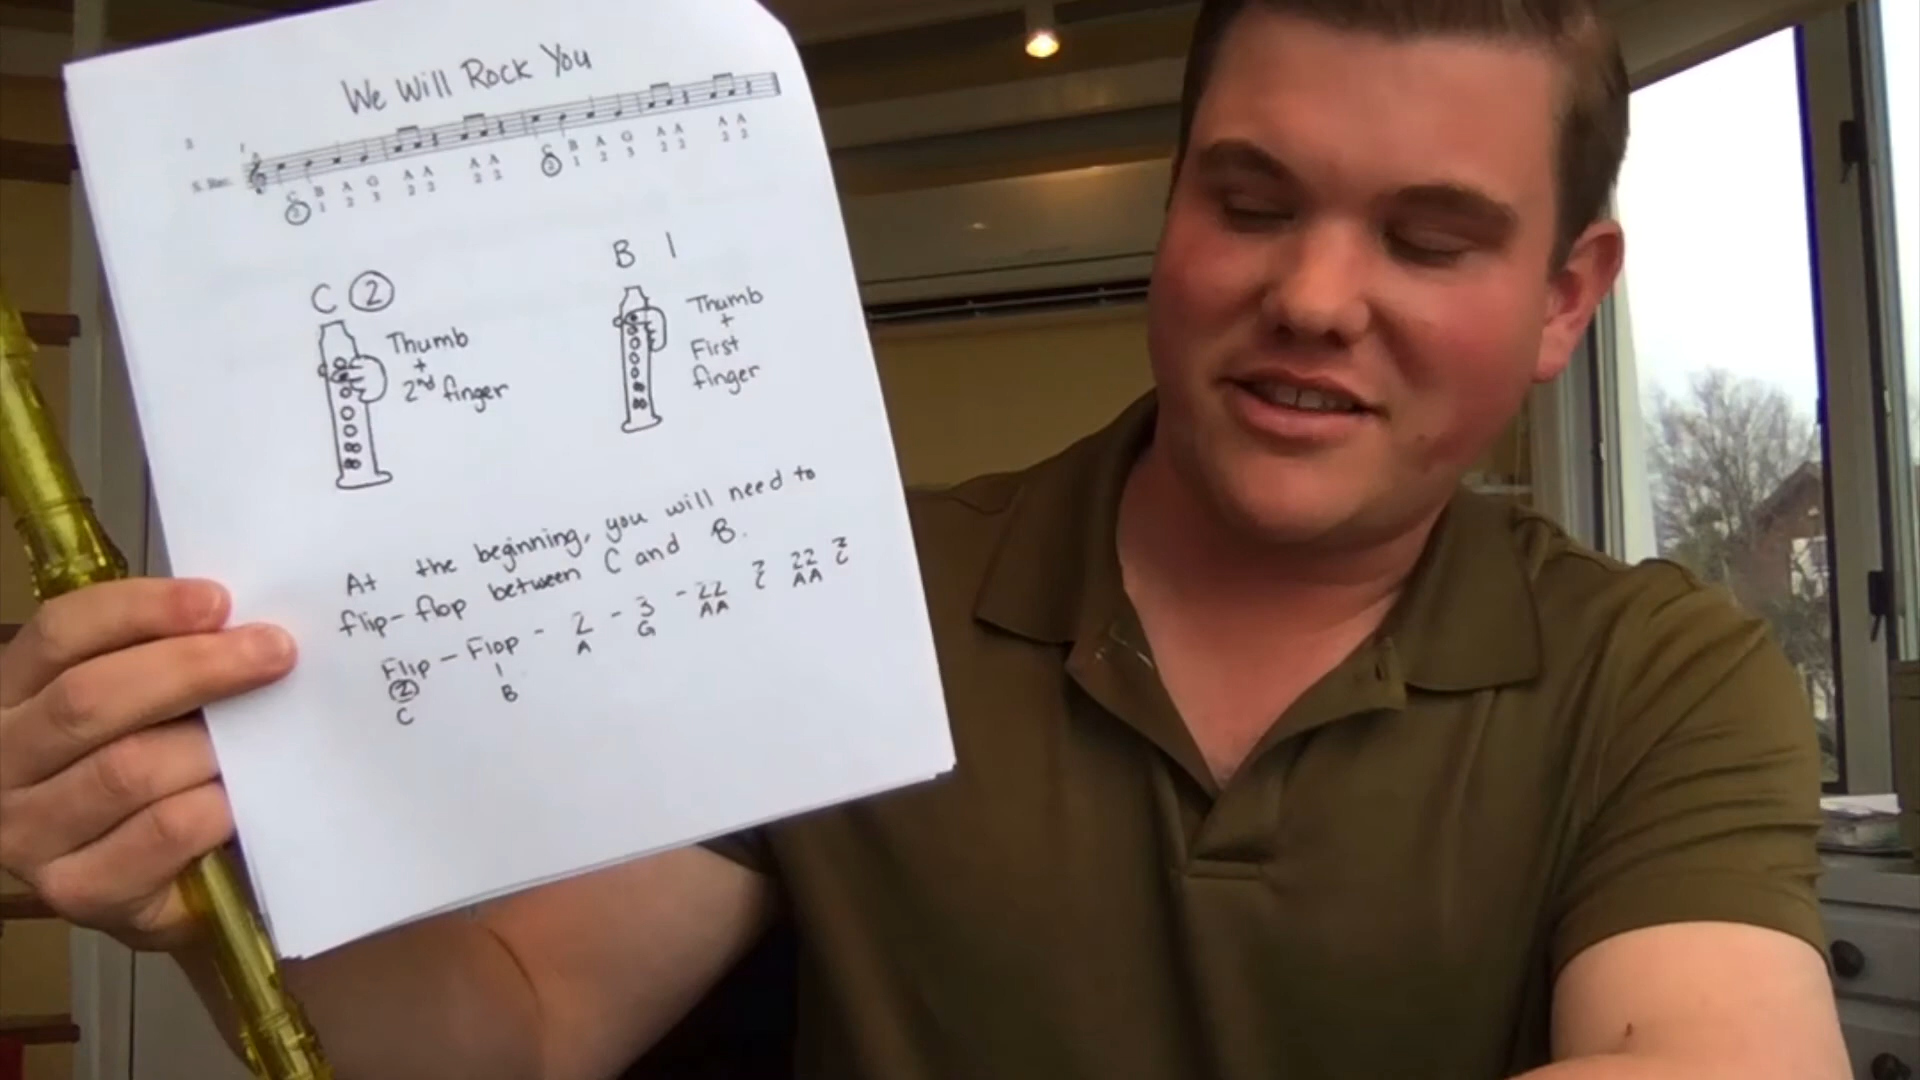 We Will Rock You
S. Rec.
C B A G A A A A C B A G A A A A
2 1 2 3 2 2 2 2 2 1 2 3 2 2 2 2
C 2
Thumb
+
2nd finger
B 1
Thumb
+
First
finger
At the beginning, you will need to
flip-flop between C and B.
Flip - Flop - 2 - 3 - 22 22
2 1 A G AA AA
C B